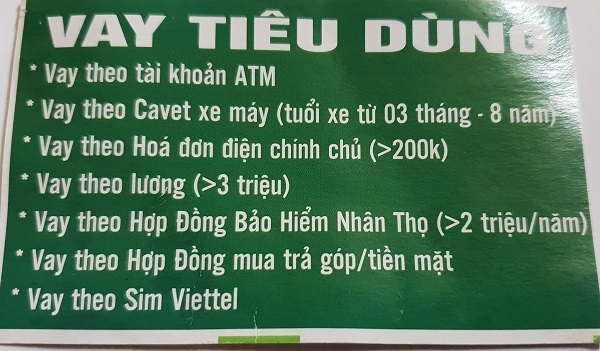 VAY TIÊU DÙNG
* Vay theo tài khoản ATM
* Vay theo Cavet xe máy (tuổi xe từ 03 tháng - 8 năm)
* Vay theo Hoá đơn điện chính chủ (>200k)
* Vay theo lương (>3 triệu)
* Vay theo Hợp Đồng Bảo Hiểm Nhân Thọ (>2 triệu/năm)
* Vay theo Hợp Đồng mua trả góp/tiền mặt
* Vay theo Sim Viettel